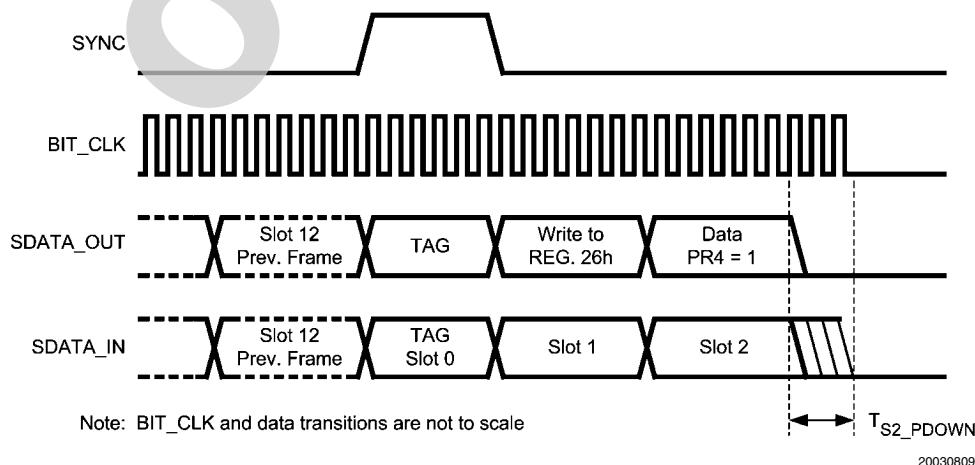 SYNC
BIT_CLK
SDATA_OUT
Slot 12
Prev. Frame
TAG
Write to
REG. 26h
Data
PR4 = 1
SDATA_IN
Slot 12
Prev. Frame
TAG
Slot 0
Slot 1
Slot 2
Note: BIT_CLK and data transitions are not to scale
TS2_PDOWN
20030809